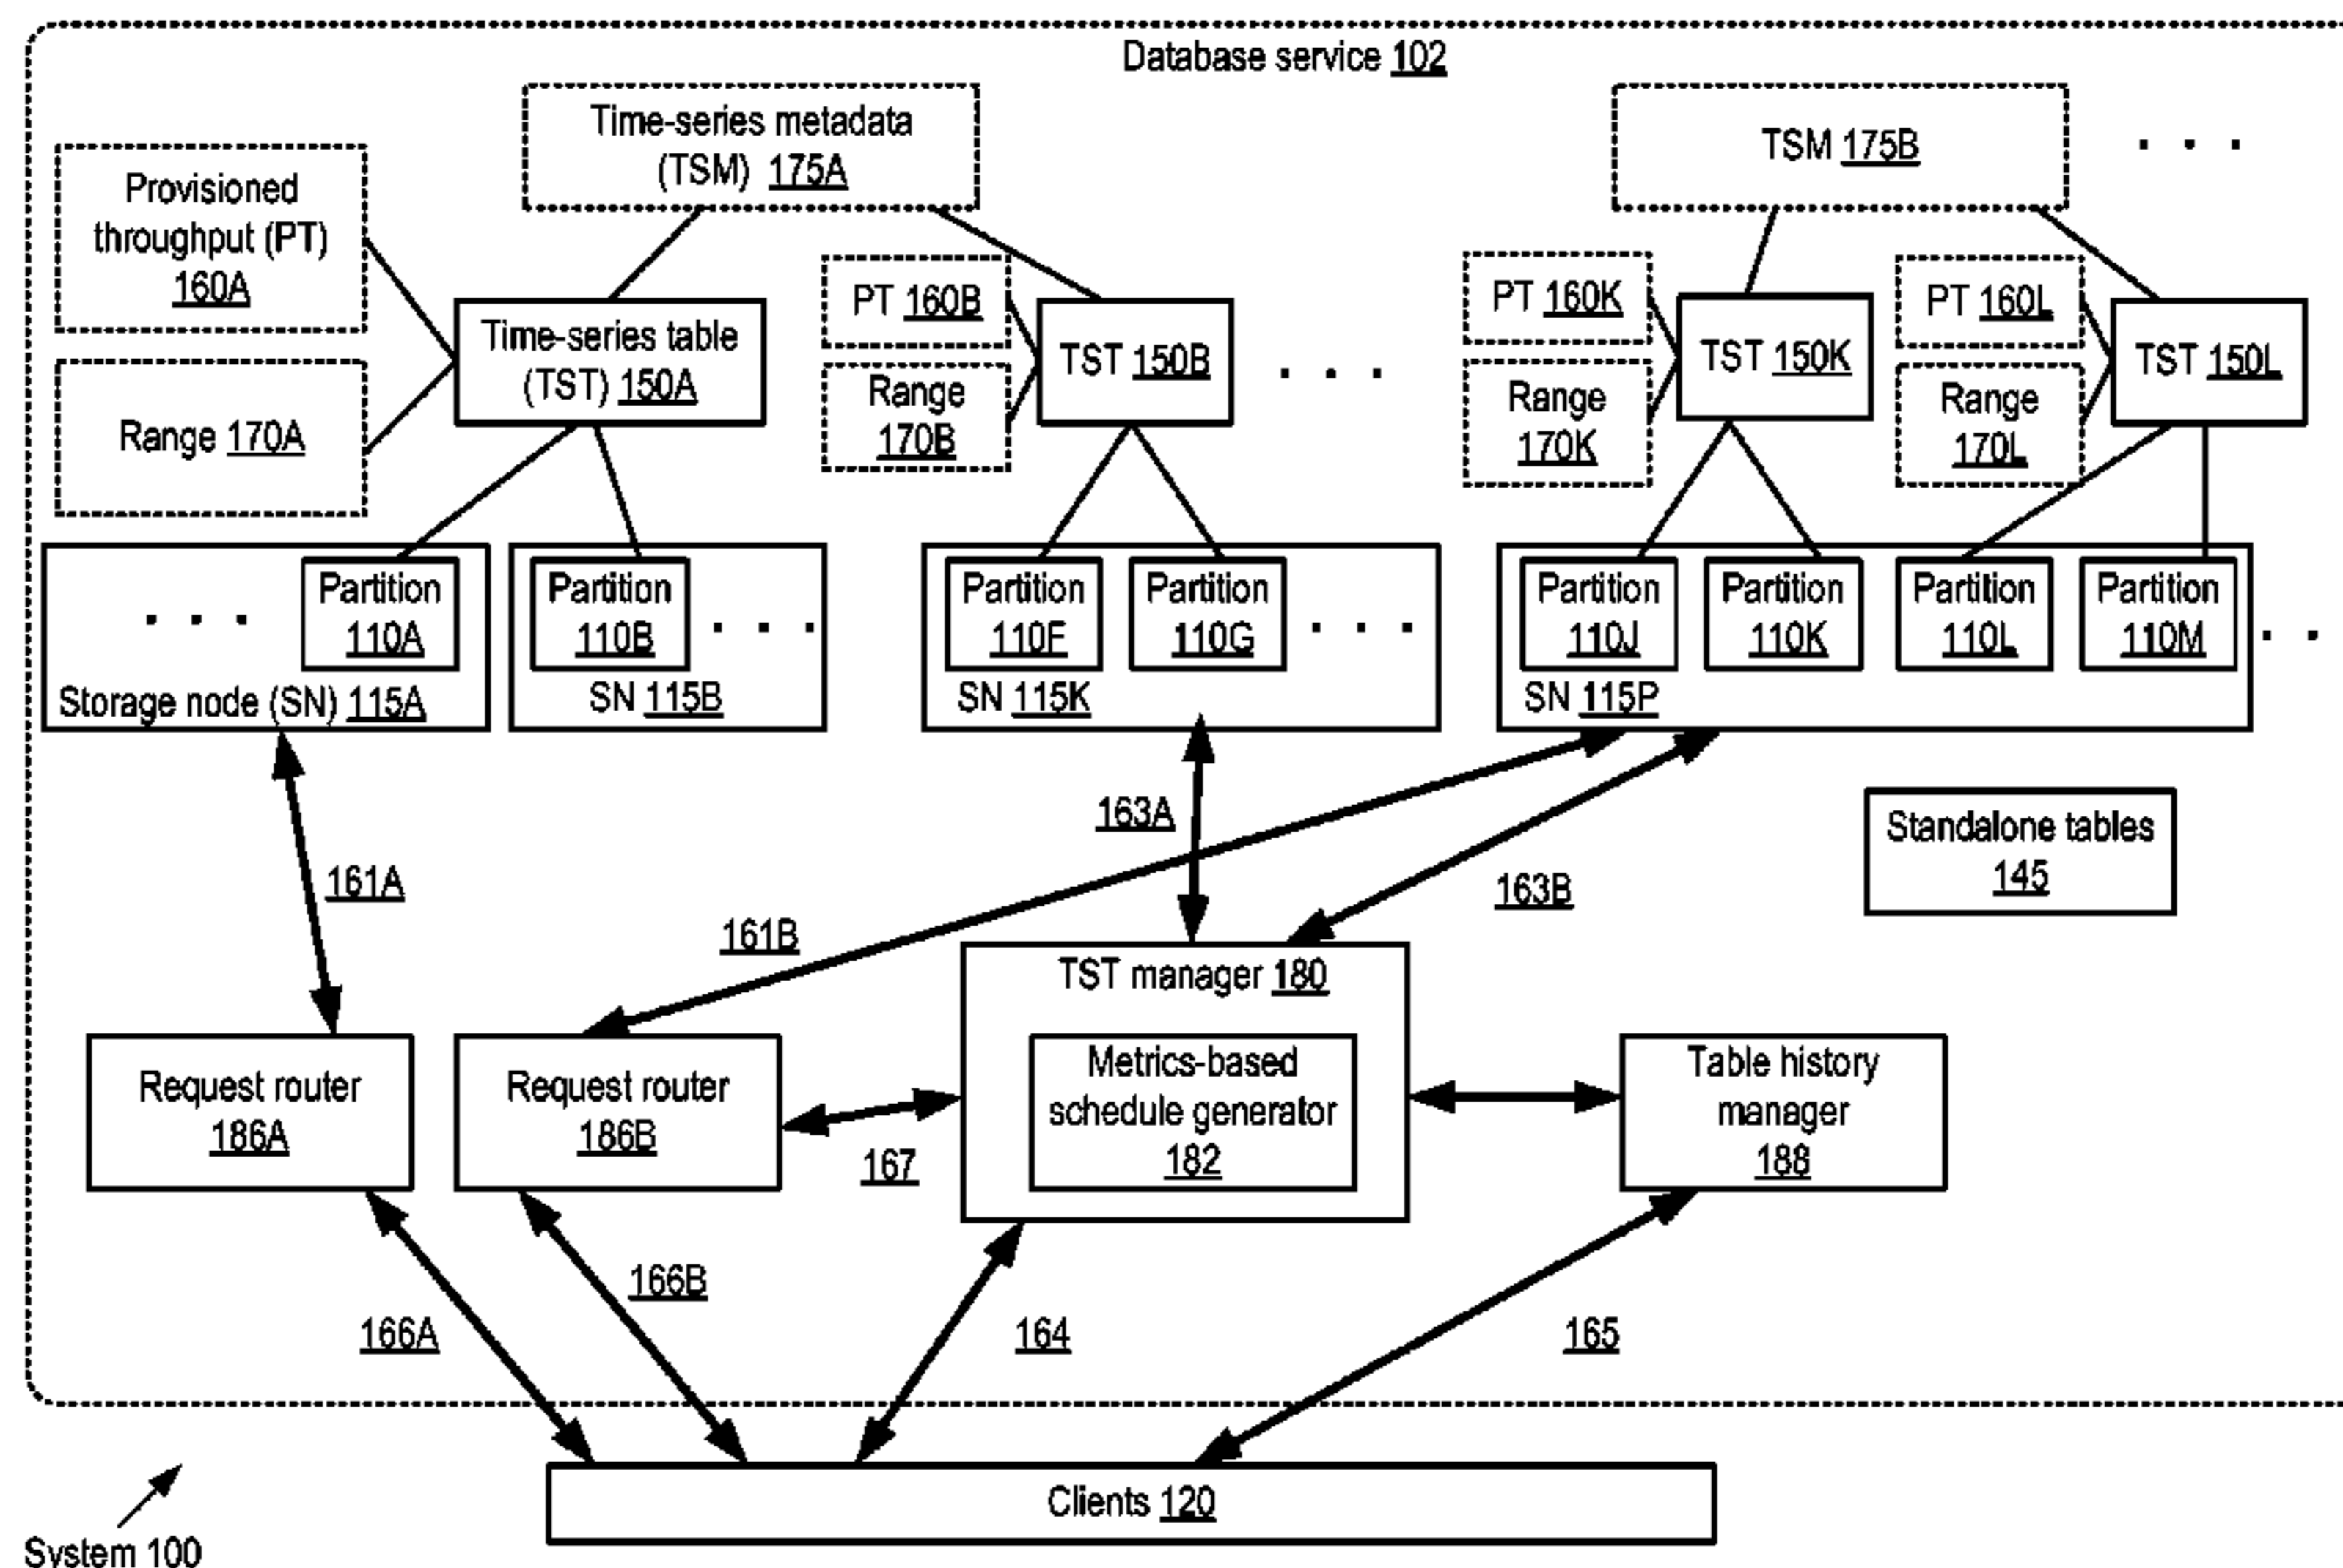 Database service 102
Time-series metadata
(TSM) 175A
TSM 175B
. . .
Provisioned
throughput (PT)
160A
Range 170A
Time-series table
(TST) 150A
PT 160B
Range
170B
TST 150B
. . .
PT 160K
Range
170K
TST 150K
PT 160L
Range
170L
TST 150L
. . .
Partition
110A
Storage node (SN) 115A
Partition
110B
. . .
SN 115B
Partition
110F
Partition
110G
. . .
SN 115K
Partition
110J
Partition
110K
Partition
110L
Partition
110M
SN 115P
. .
163A
Standalone tables
145
161A
163B
161B
TST manager 180
Metrics-based
schedule generator
182
Request router
186A
Request router
186B
167
Table history
manager
188
166B
166A
164
165
Clients 120
System 100